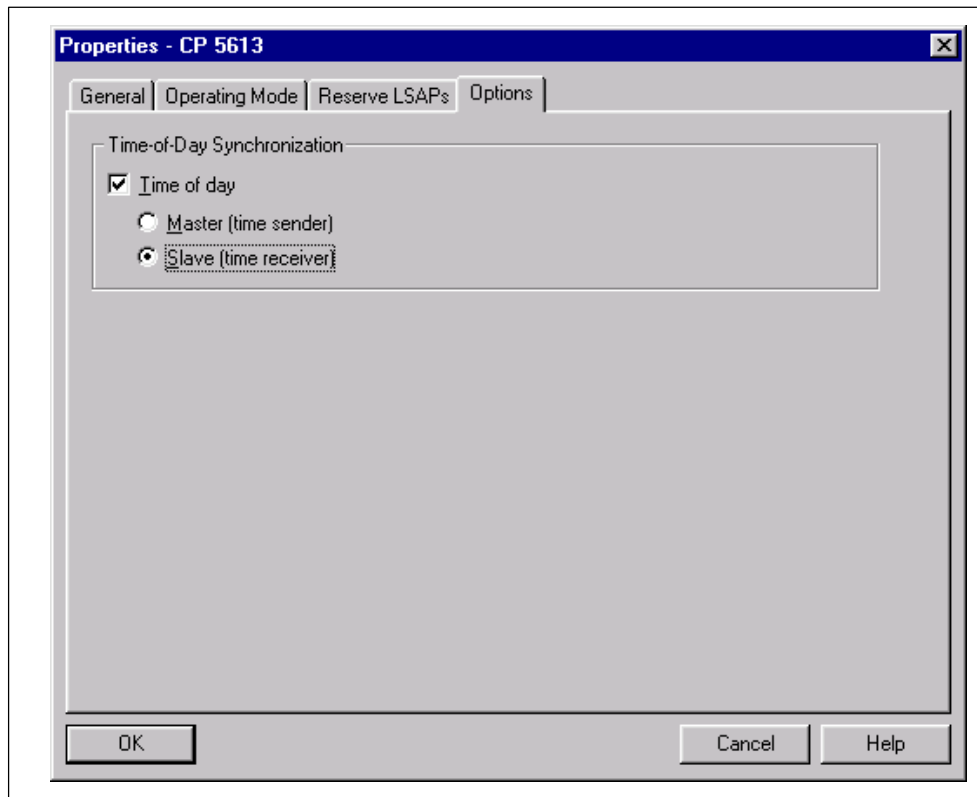 Properties - CP 5613
General Operating Mode Reserve LSAPs Options
Time-of-Day Synchronization
Time of day
Master (time sender)
Slave (time receiver)
OK Cancel Help